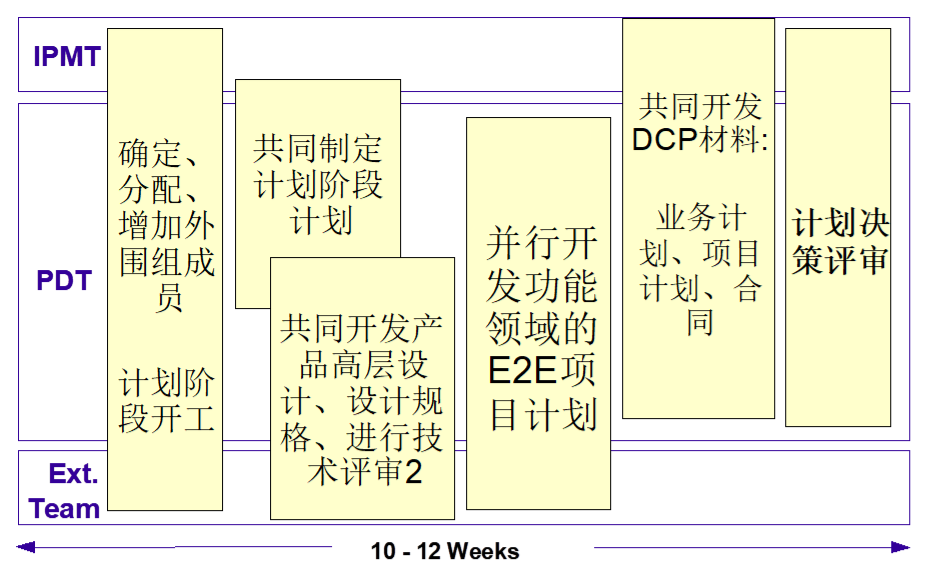 IPMT
PDT
Ext.
Team
确定、
分配、
增加外
围组成
员
计划阶
段开工
共同制定
计划阶段
计划
共同开发产
品高层设
计、设计规
格、进行技
术评审2
并行开
发功能
领域的
E2E项
目计划
共同开发
DCP材料:
业务计
划、项目
计划、合
同
计划决
策评审
10 - 12 Weeks